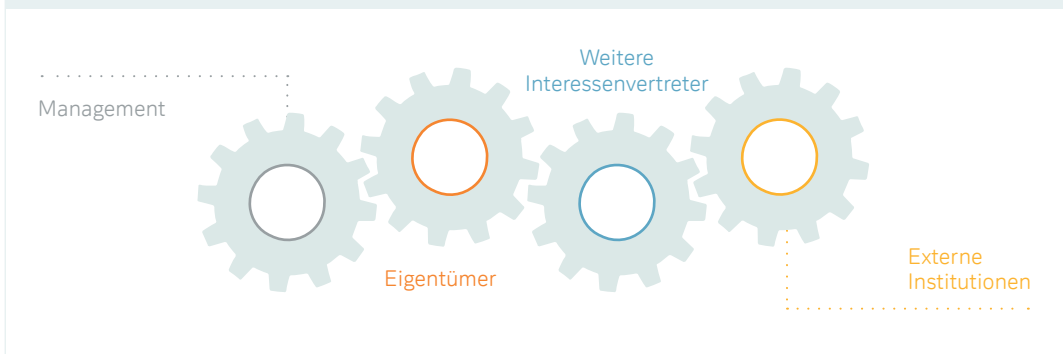 Weitere
Interessenvertreter
Management
Eigentümer
Externe
Institutionen